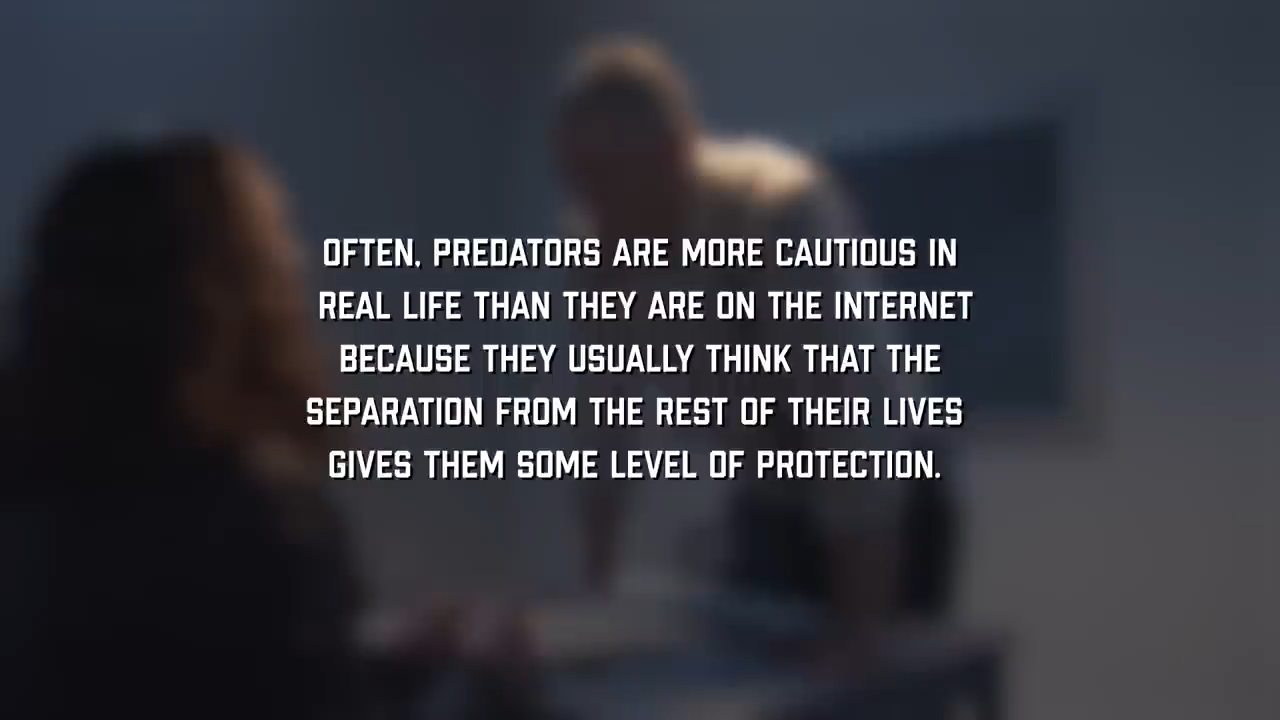 OFTEN, PREDATORS ARE MORE CAUTIOUS IN
REAL LIFE THAN THEY ARE ON THE INTERNET
BECAUSE THEY USUALLY THINK THAT THE
SEPARATION FROM THE REST OF THEIR LIVES
GIVES THEM SOME LEVEL OF PROTECTION.